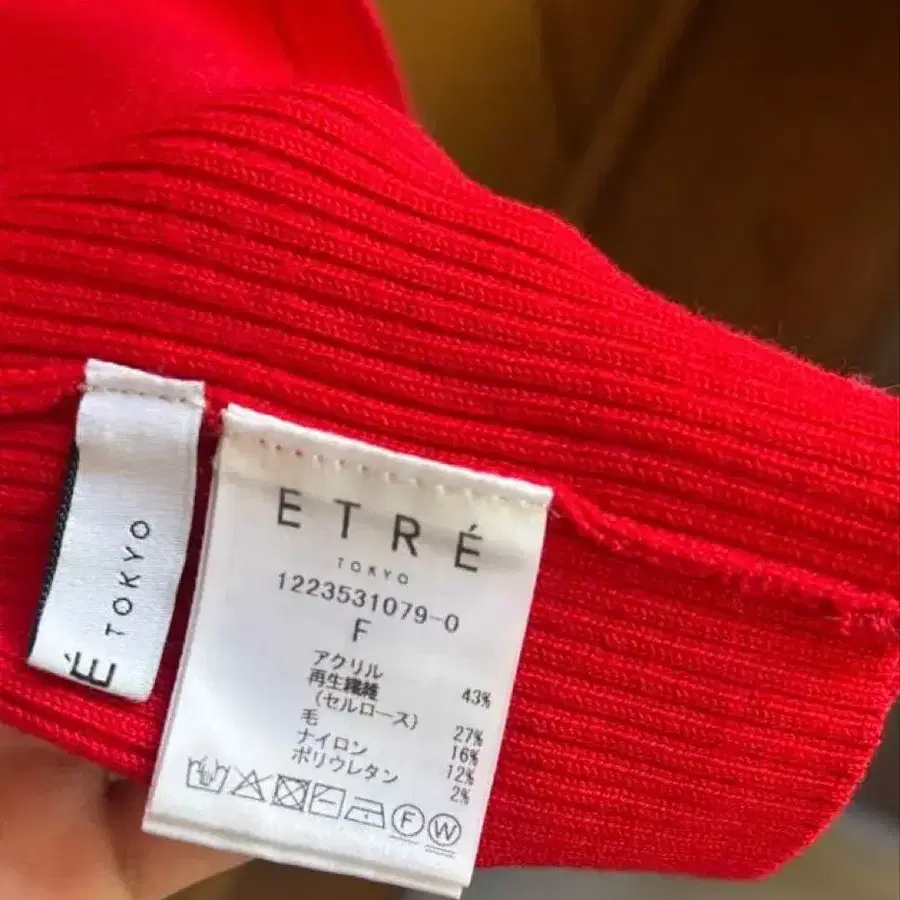 É TOKYO
ETRÉ
TOKYO
1223531079-0
F
アクリル 43%
再生繊維
(セルロース) 27%
毛 16%
ナイロン 12%
ポリウレタン 2%
F W